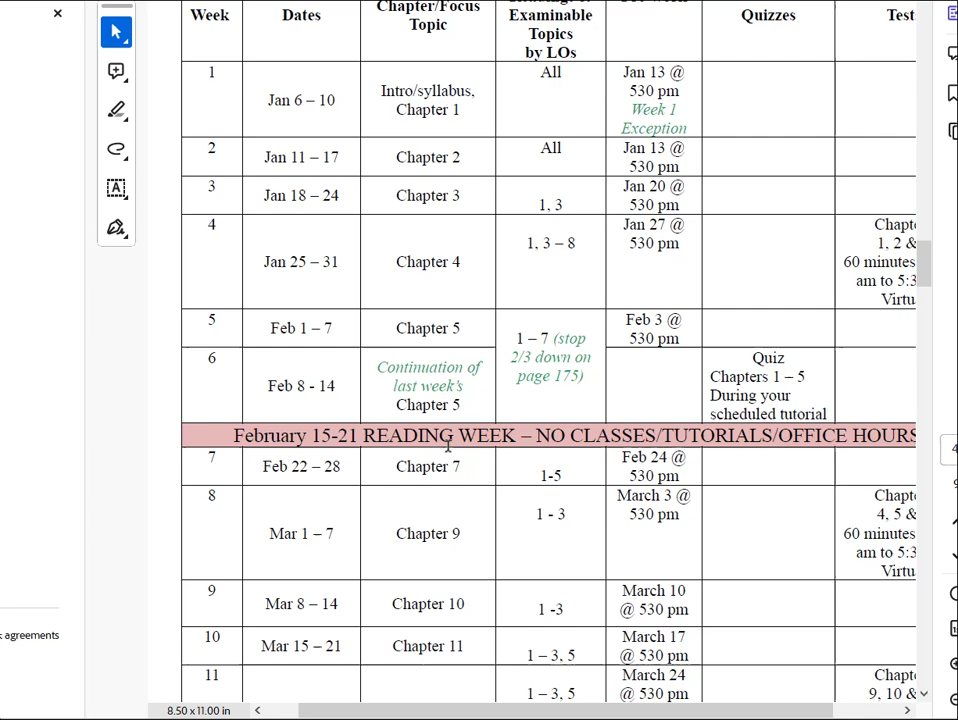 Week Dates Chapter/Focus Topic Examinable Topics by LOs Quizzes Test
1 Jan 6 – 10 Intro/syllabus, Chapter 1 All Jan 13 @ 530 pm Week 1 Exception
2 Jan 11 – 17 Chapter 2 All Jan 13 @ 530 pm
3 Jan 18 – 24 Chapter 3 1, 3 Jan 20 @ 530 pm
4 Jan 25 – 31 Chapter 4 1, 3 – 8 Jan 27 @ 530 pm Chapt 1, 2 & 60 minutes am to 5:3 Virtu
5 Feb 1 – 7 Chapter 5 1 – 7 (stop 2/3 down on page 175) Feb 3 @ 530 pm
6 Feb 8 - 14 Continuation of last week's Chapter 5 Quiz Chapters 1 – 5 During your scheduled tutorial
February 15-21 READING WEEK – NO CLASSES/TUTORIALS/OFFICE HOURS
7 Feb 22 – 28 Chapter 7 1-5 Feb 24 @ 530 pm
8 Mar 1 – 7 Chapter 9 1 - 3 March 3 @ 530 pm Chapt 4, 5 & 60 minutes am to 5:3 Virtu
9 Mar 8 – 14 Chapter 10 1 -3 March 10 @ 530 pm
10 Mar 15 – 21 Chapter 11 1 – 3, 5 March 17 @ 530 pm
11 1 – 3, 5 March 24 @ 530 pm Chapt 9, 10 &
agreements
8.50 x 11.00 in